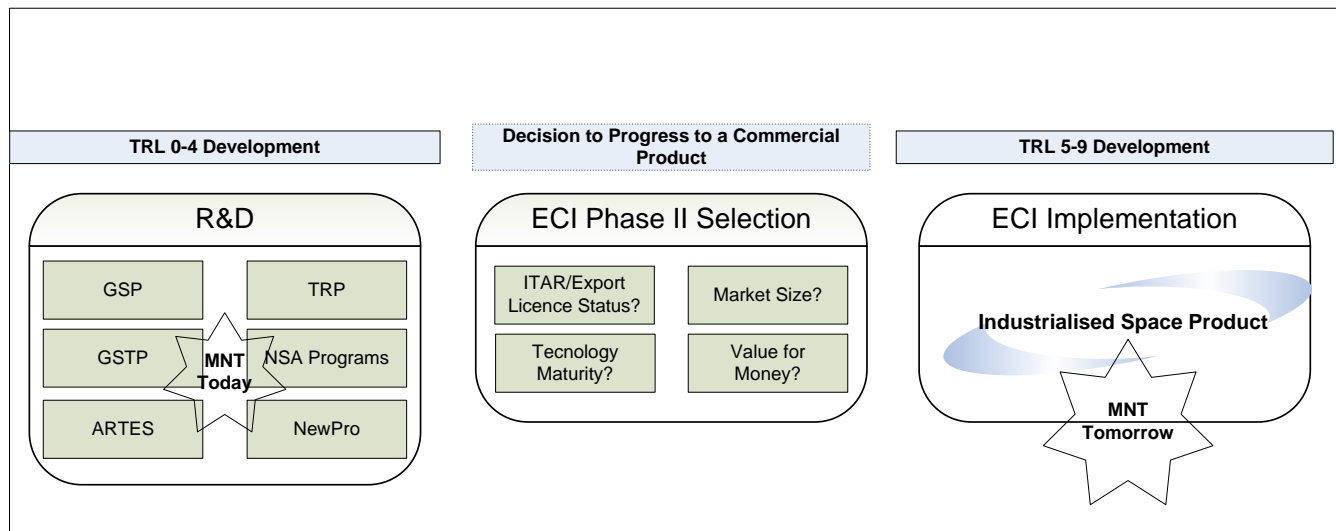 TRL 0-4 Development
Decision to Progress to a Commercial
Product
TRL 5-9 Development
R&D
GSP
TRP
GSTP
MNT
Today
NSA Programs
ARTES
NewPro
ECI Phase II Selection
ITAR/Export
Licence Status?
Market Size?
Tecnology
Maturity?
Value for
Money?
ECI Implementation
Industrialised Space Product
MNT
Tomorrow